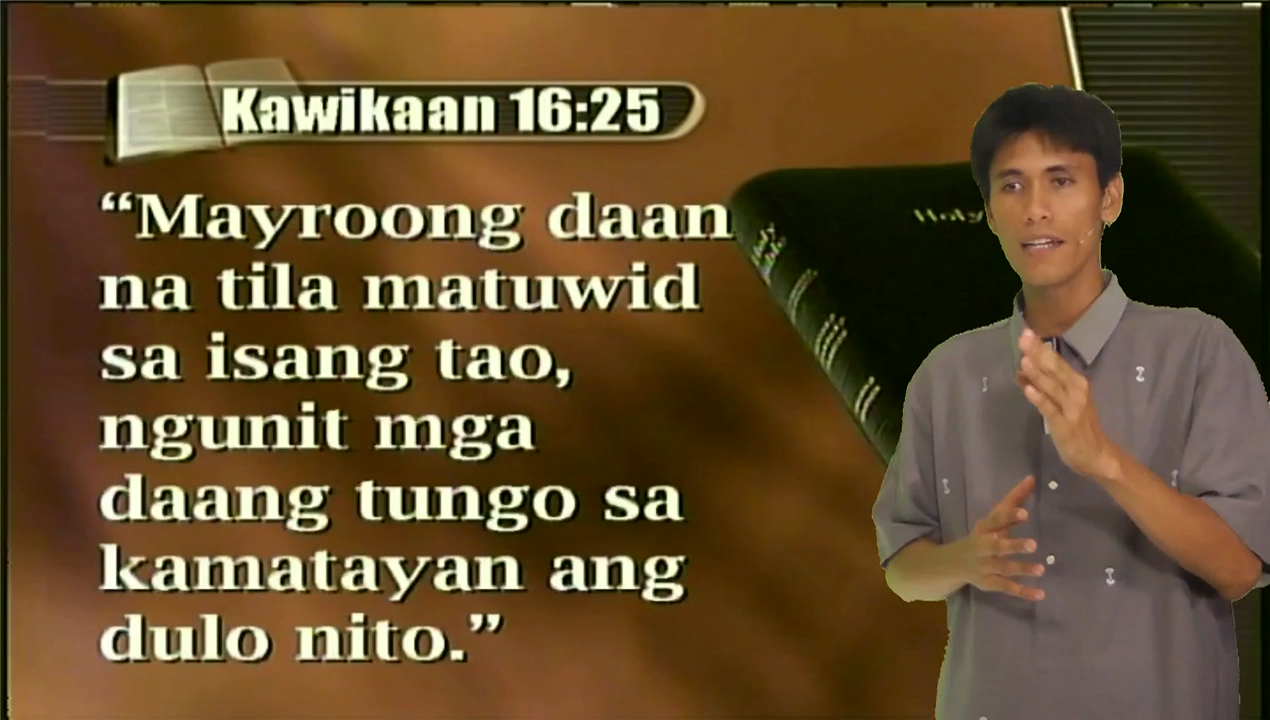 Kawikaan 16:25
“Mayroong daan
na tila matuwid
sa isang tao,
ngunit mga
daang tungo sa
kamatayan ang
dulo nito.”
Holy